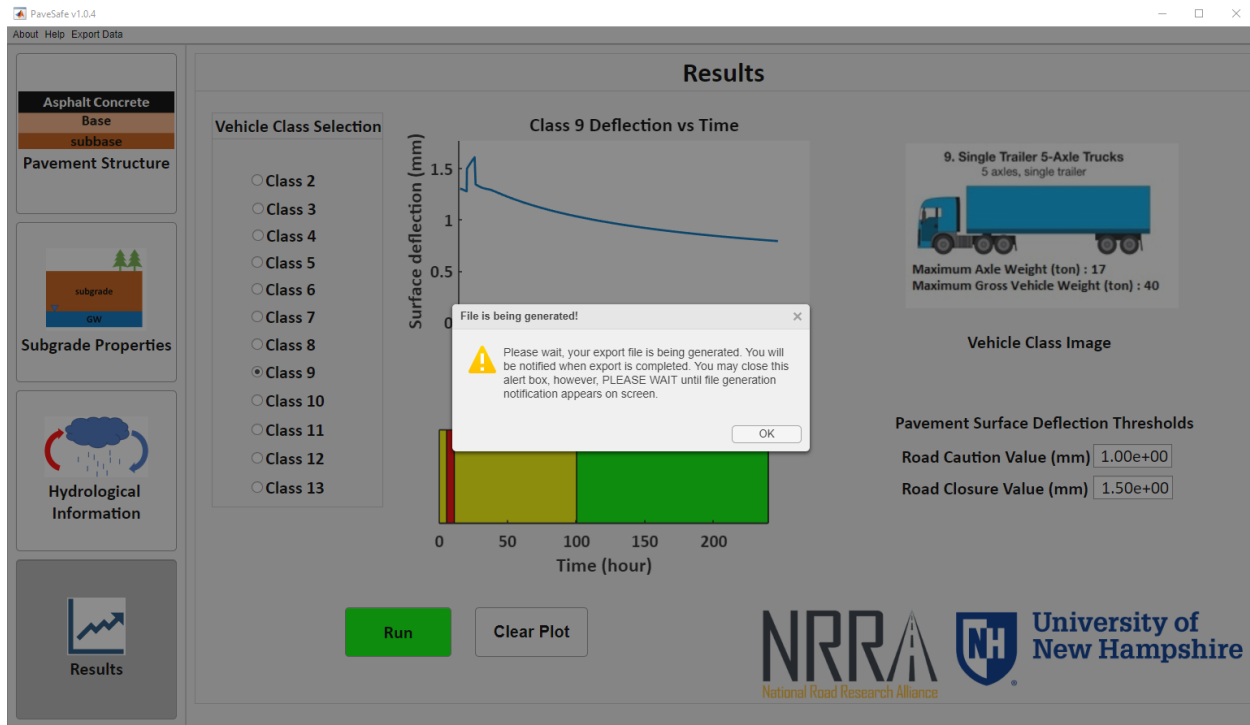 PaveSafe v1.0.4
About Help Export Data
Asphalt Concrete
Base
subbase
Pavement Structure
subgrade
GW
Subgrade Properties
Hydrological
Information
Results
Results
Vehicle Class Selection
Class 2
Class 3
Class 4
Class 5
Class 6
Class 7
Class 8
Class 9
Class 10
Class 11
Class 12
Class 13
Class 9 Deflection vs Time
Surface deflection (mm)
1.5
1
0.5
0
File is being generated!
Please wait, your export file is being generated. You will
be notified when export is completed. You may close this
alert box, however, PLEASE WAIT until file generation
notification appears on screen.
OK
0 50 100 150 200
Time (hour)
Run
Clear Plot
9. Single Trailer 5-Axle Trucks
5 axles, single trailer
Maximum Axle Weight (ton) : 17
Maximum Gross Vehicle Weight (ton) : 40
Vehicle Class Image
Pavement Surface Deflection Thresholds
Road Caution Value (mm) 1.00e+00
Road Closure Value (mm) 1.50e+00
NRRA
National Road Research Alliance
NH
University of
New Hampshire